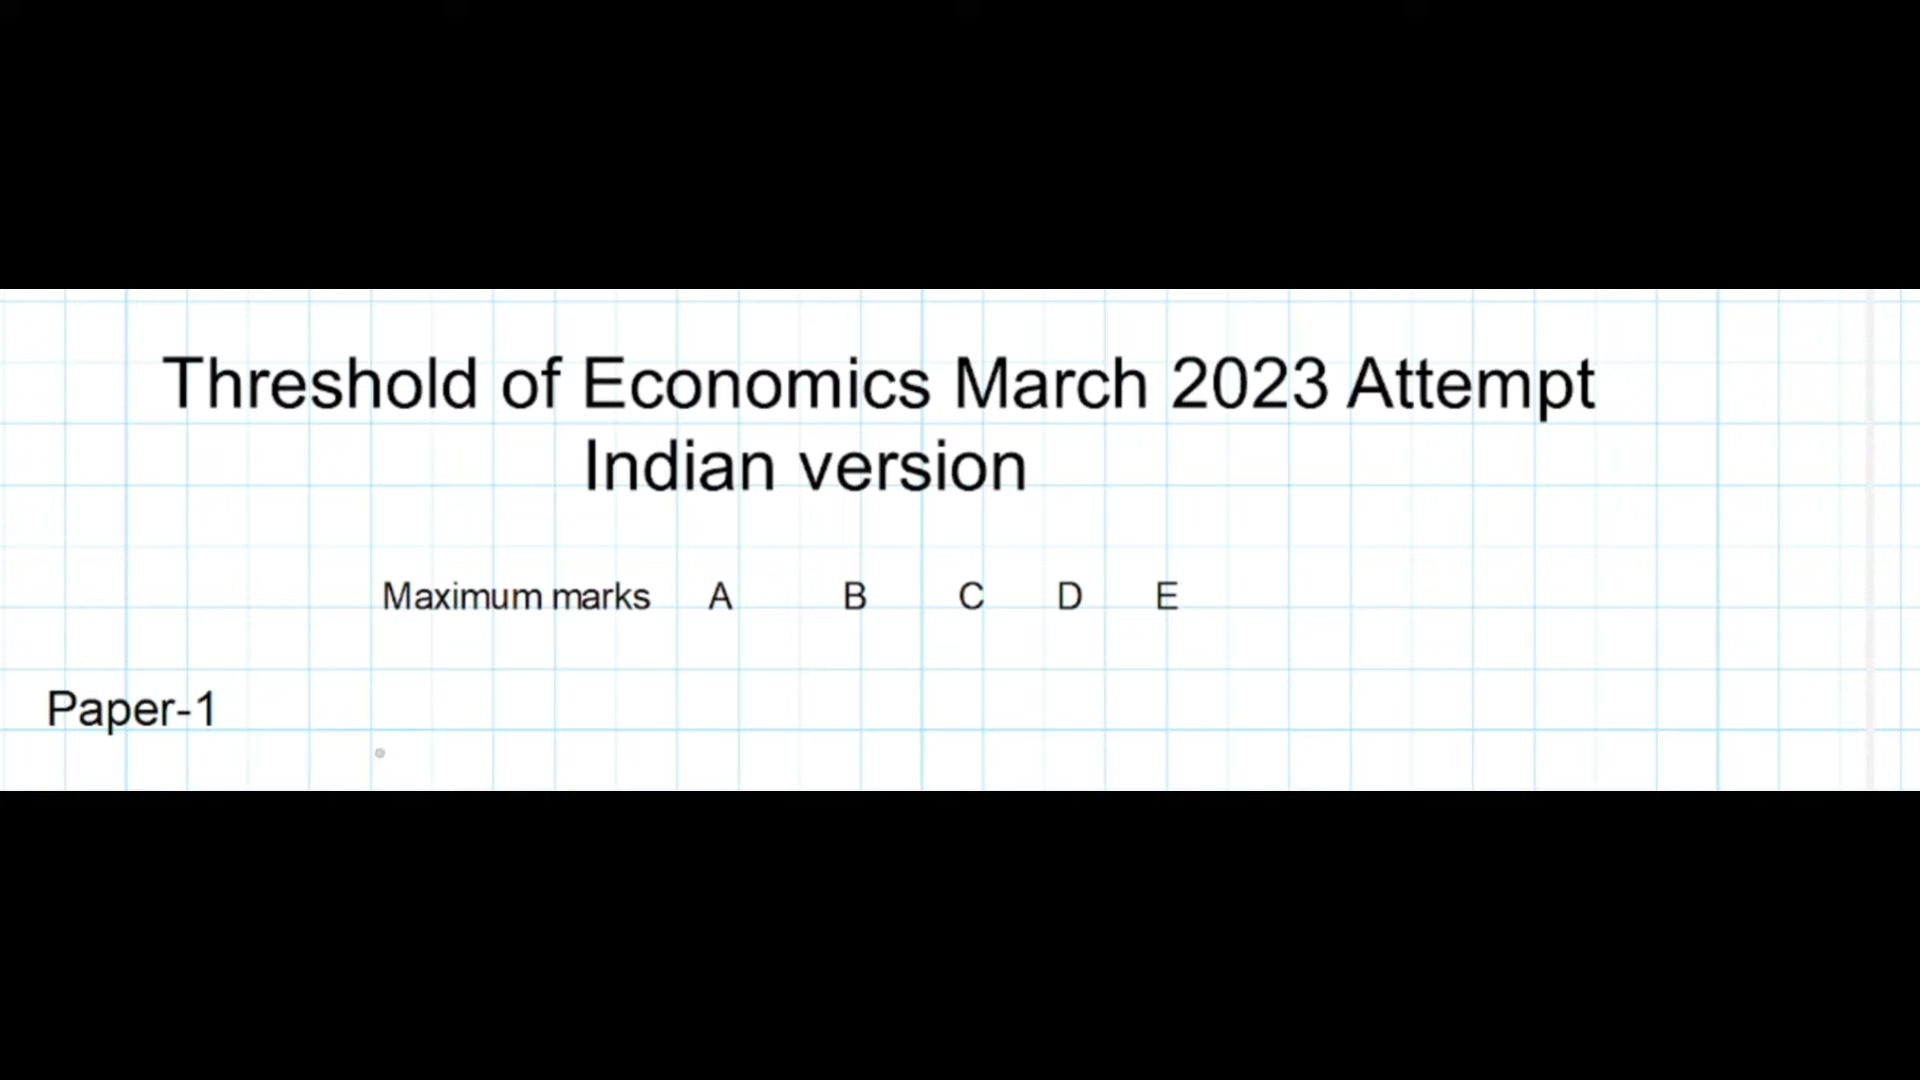 Threshold of Economics March 2023 Attempt
Indian version
Maximum marks A B C D E
Paper-1